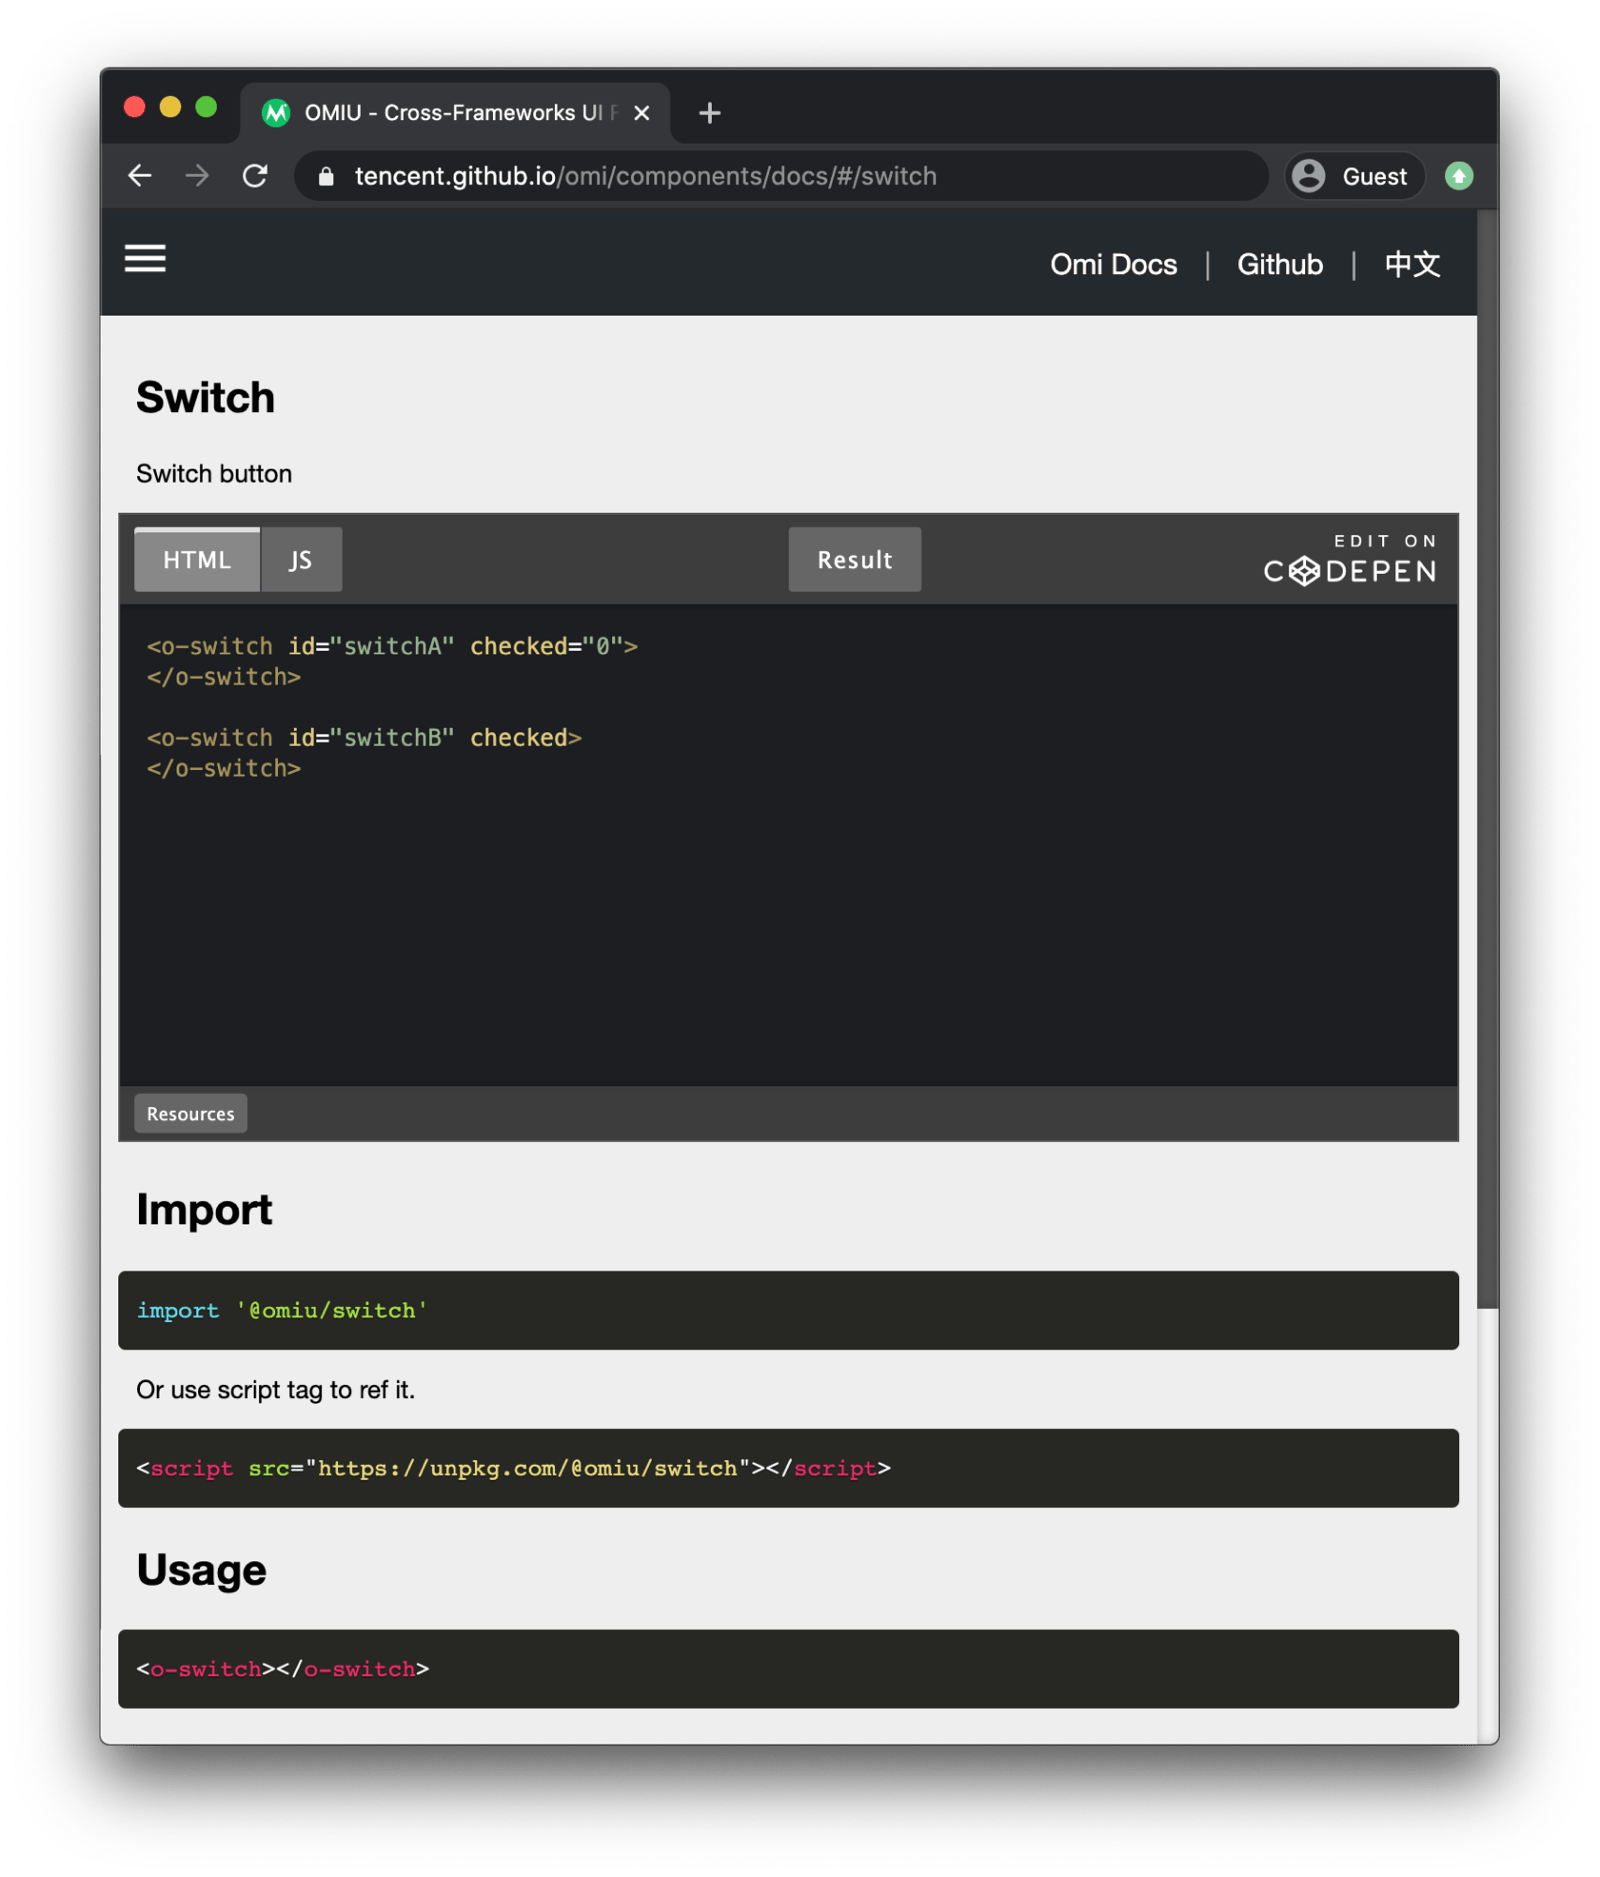 OMIU - Cross-Frameworks UI F
tencent.github.io/omi/components/docs/#/switch
Guest
Omi Docs | Github | 中文
Switch
Switch button
HTML JS Result EDIT ON
CODEPEN
<o-switch id="switchA" checked="0">
</o-switch>
<o-switch id="switchB" checked>
</o-switch>
Resources
Import
import '@omiu/switch'
Or use script tag to ref it.
<script src="https://unpkg.com/@omiu/switch"></script>
Usage
<o-switch></o-switch>